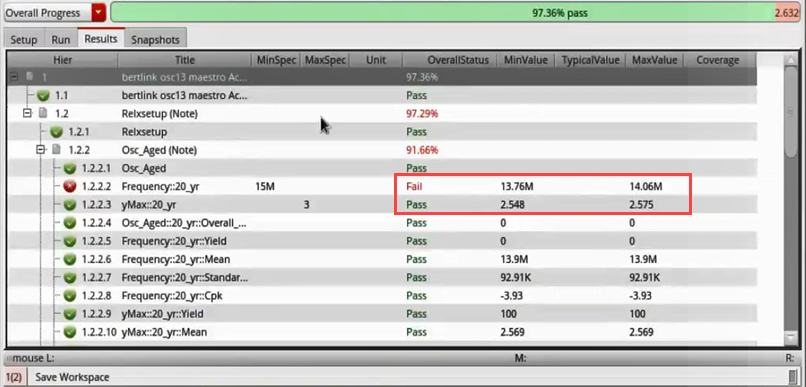 Overall Progress 97.36% pass 2.632
Setup Run Results Snapshots
Hier Title MinSpec MaxSpec Unit OverallStatus MinValue TypicalValue MaxValue Coverage
1 bertlink osc13 maestro Ac... 97.36%
1.1 bertlink osc13 maestro Ac... Pass
1.2 Relxsetup (Note) 97.29%
1.2.1 Relxsetup Pass
1.2.2 Osc_Aged (Note) 91.66%
1.2.2.1 Osc_Aged Pass
1.2.2.2 Frequency::20_yr 15M Fail 13.76M 14.06M
1.2.2.3 yMax::20_yr 3 Pass 2.548 2.575
1.2.2.4 Osc_Aged::20_yr::Overall_... Pass 0 0
1.2.2.5 Frequency::20_yr::Yield Pass 0 0
1.2.2.6 Frequency::20_yr::Mean Pass 13.9M 13.9M
1.2.2.7 Frequency::20_yr::Standar... Pass 92.91K 92.91K
1.2.2.8 Frequency::20_yr::Cpk Pass -3.93 -3.93
1.2.2.9 yMax::20_yr::Yield Pass 100 100
1.2.2.10 yMax::20_yr::Mean Pass 2.569 2.569
mouse L: M: R:
1(2) Save Workspace